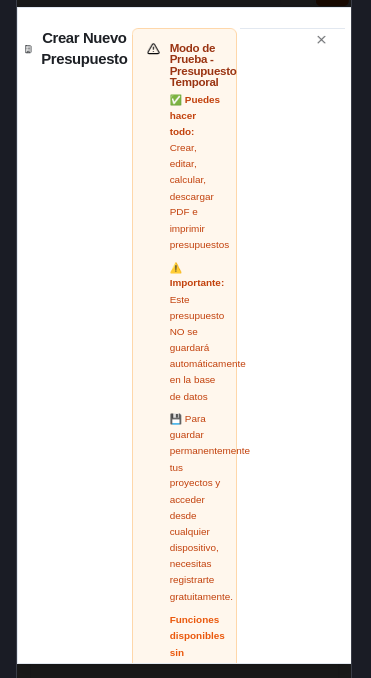 Crear Nuevo
Presupuesto
Modo de
Prueba -
Presupuesto
Temporal
✅ Puedes
hacer
todo:
Crear,
editar,
calcular,
descargar
PDF e
imprimir
presupuestos
⚠️
Importante:
Este
presupuesto
NO se
guardará
automáticamente
en la base
de datos
💾 Para
guardar
permanentemente
tus
proyectos y
acceder
desde
cualquier
dispositivo,
necesitas
registrarte
gratuitamente.
Funciones
disponibles
sin